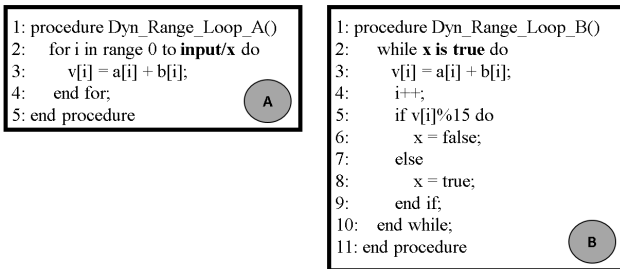 1: procedure Dyn_Range_Loop_A()
2: for i in range 0 to input/x do
3: v[i] = a[i] + b[i];
4: end for;
5: end procedure
A
1: procedure Dyn_Range_Loop_B()
2: while x is true do
3: v[i] = a[i] + b[i];
4: i++;
5: if v[i]%15 do
6: x = false;
7: else
8: x = true;
9: end if;
10: end while;
11: end procedure
B